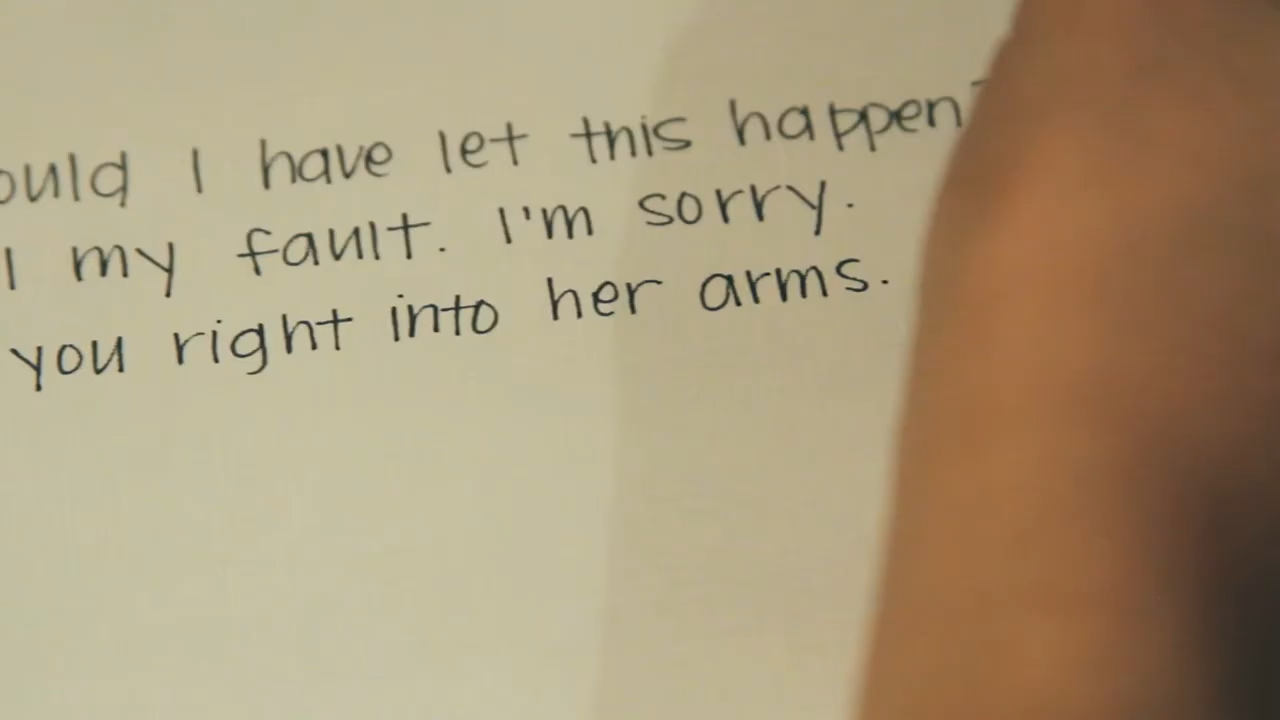 ould I have let this happen?
l my fault. I'm sorry.
you right into her arms.